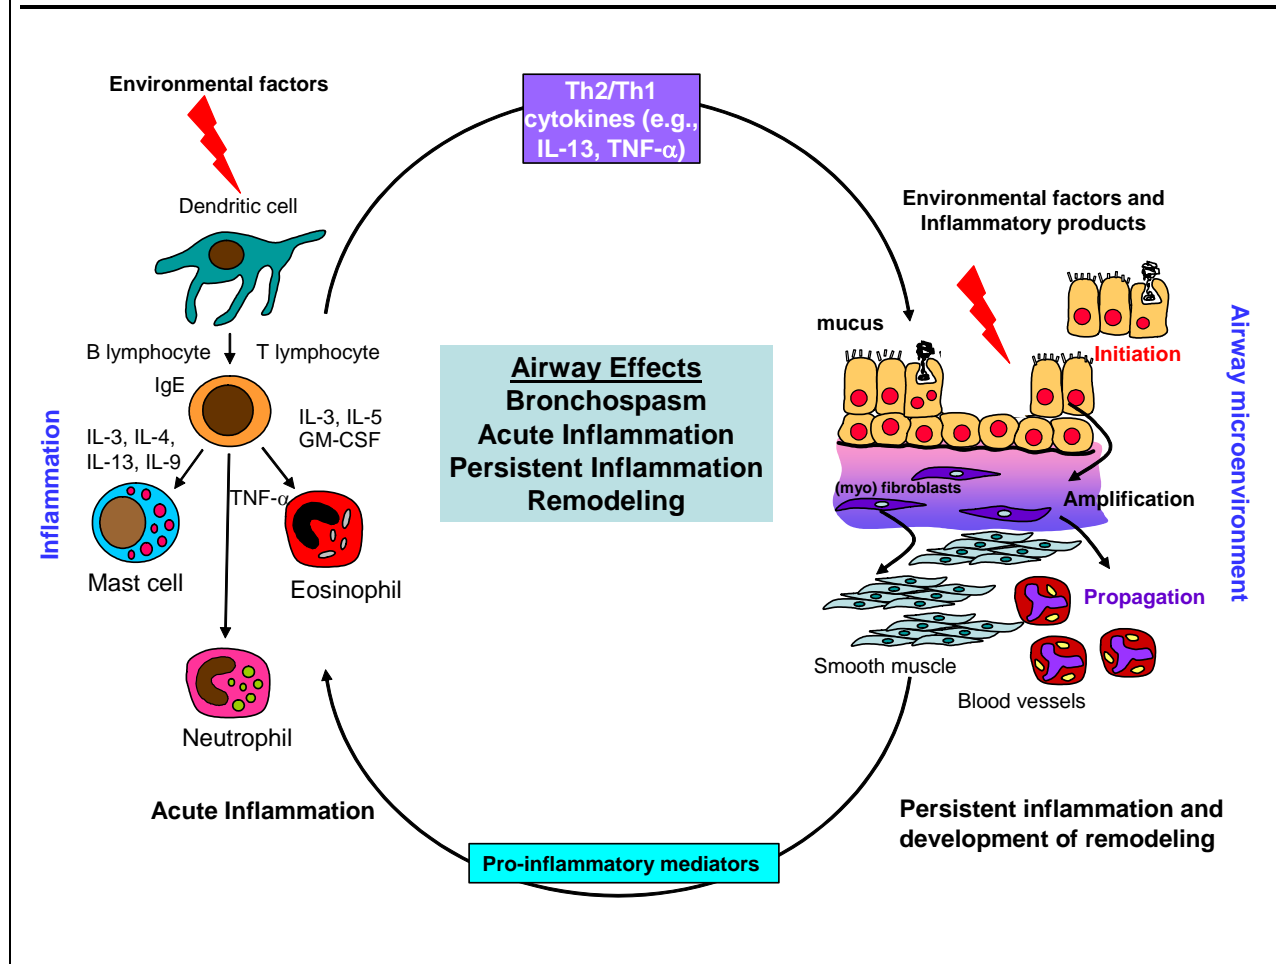 Environmental factors
Th2/Th1
cytokines (e.g.,
IL-13, TNF-α)
Dendritic cell
Environmental factors and
Inflammatory products
mucus
Initiation
B lymphocyte
T lymphocyte
IgE
IL-3, IL-5
GM-CSF
IL-3, IL-4,
IL-13, IL-9
TNF-α
Mast cell
Eosinophil
Neutrophil
Inflammation
Acute Inflammation
Airway Effects
Bronchospasm
Acute Inflammation
Persistent Inflammation
Remodeling
(myo) fibroblasts
Amplification
Propagation
Smooth muscle
Blood vessels
Airway microenvironment
Persistent inflammation and
development of remodeling
Pro-inflammatory mediators